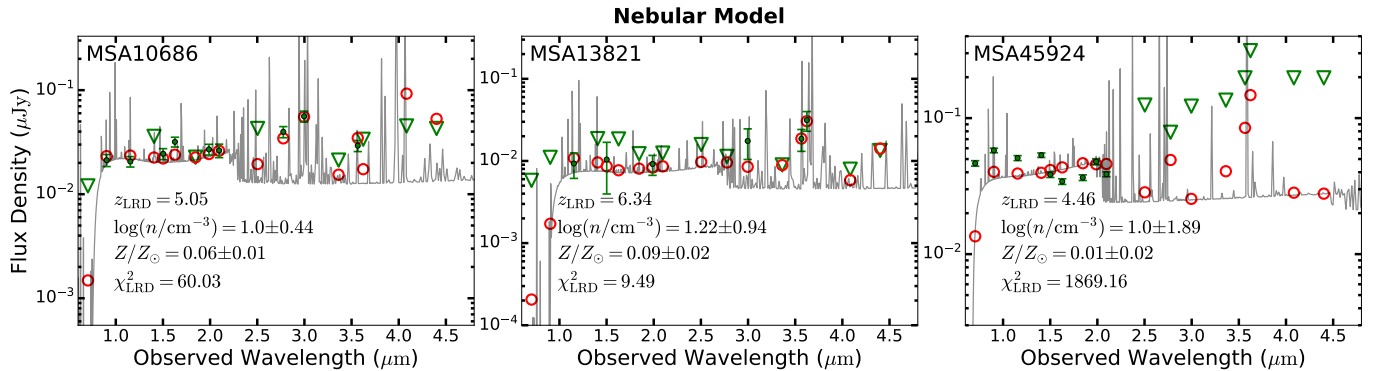 Nebular Model
Flux Density (μJy)
10⁻¹
10⁻²
10⁻³
MSA10686
z_LRD = 5.05
log(n/cm⁻³) = 1.0±0.44
Z/Z_⊙ = 0.06±0.01
χ²_LRD = 60.03
1.0 1.5 2.0 2.5 3.0 3.5 4.0 4.5
Observed Wavelength (μm)
10⁻¹
10⁻²
10⁻³
10⁻⁴
MSA13821
z_LRD = 6.34
log(n/cm⁻³) = 1.22±0.94
Z/Z_⊙ = 0.09±0.02
χ²_LRD = 9.49
1.0 1.5 2.0 2.5 3.0 3.5 4.0 4.5
Observed Wavelength (μm)
10⁻¹
10⁻²
MSA45924
z_LRD = 4.46
log(n/cm⁻³) = 1.0±1.89
Z/Z_⊙ = 0.01±0.02
χ²_LRD = 1869.16
1.0 1.5 2.0 2.5 3.0 3.5 4.0 4.5
Observed Wavelength (μm)